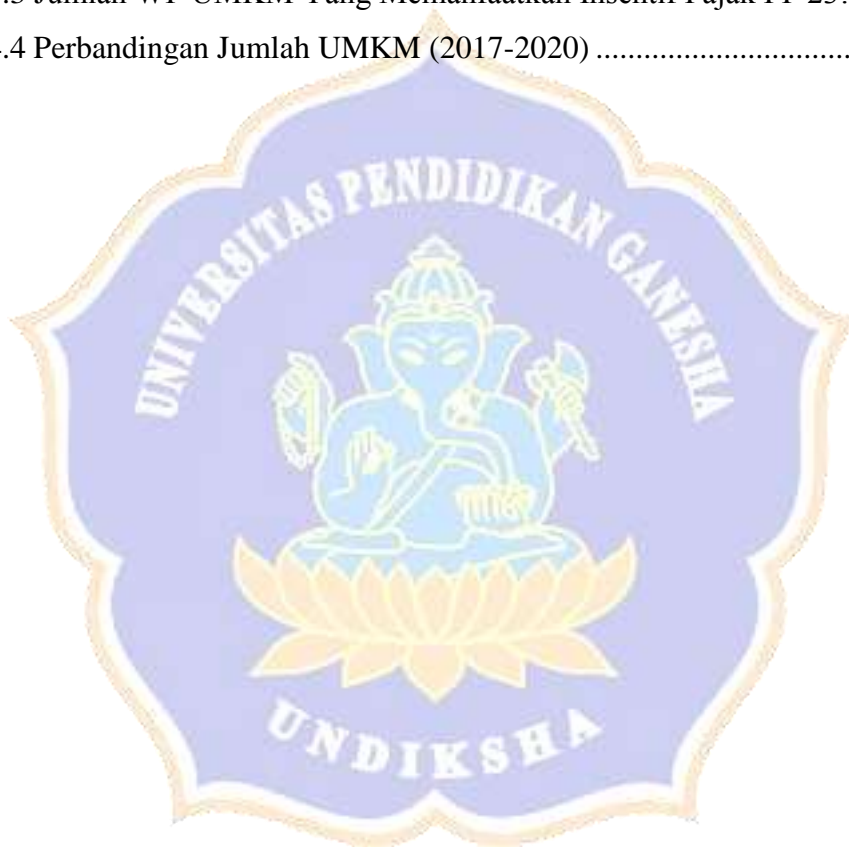 Jumlah WP UMKM Yang Memanfaatkan Insentif Pajak PP 23
.4 Perbandingan Jumlah UMKM (2017-2020) ...............................
UNIVERSITAS PENDIDIKAN GANESHA
UNDIKSHA